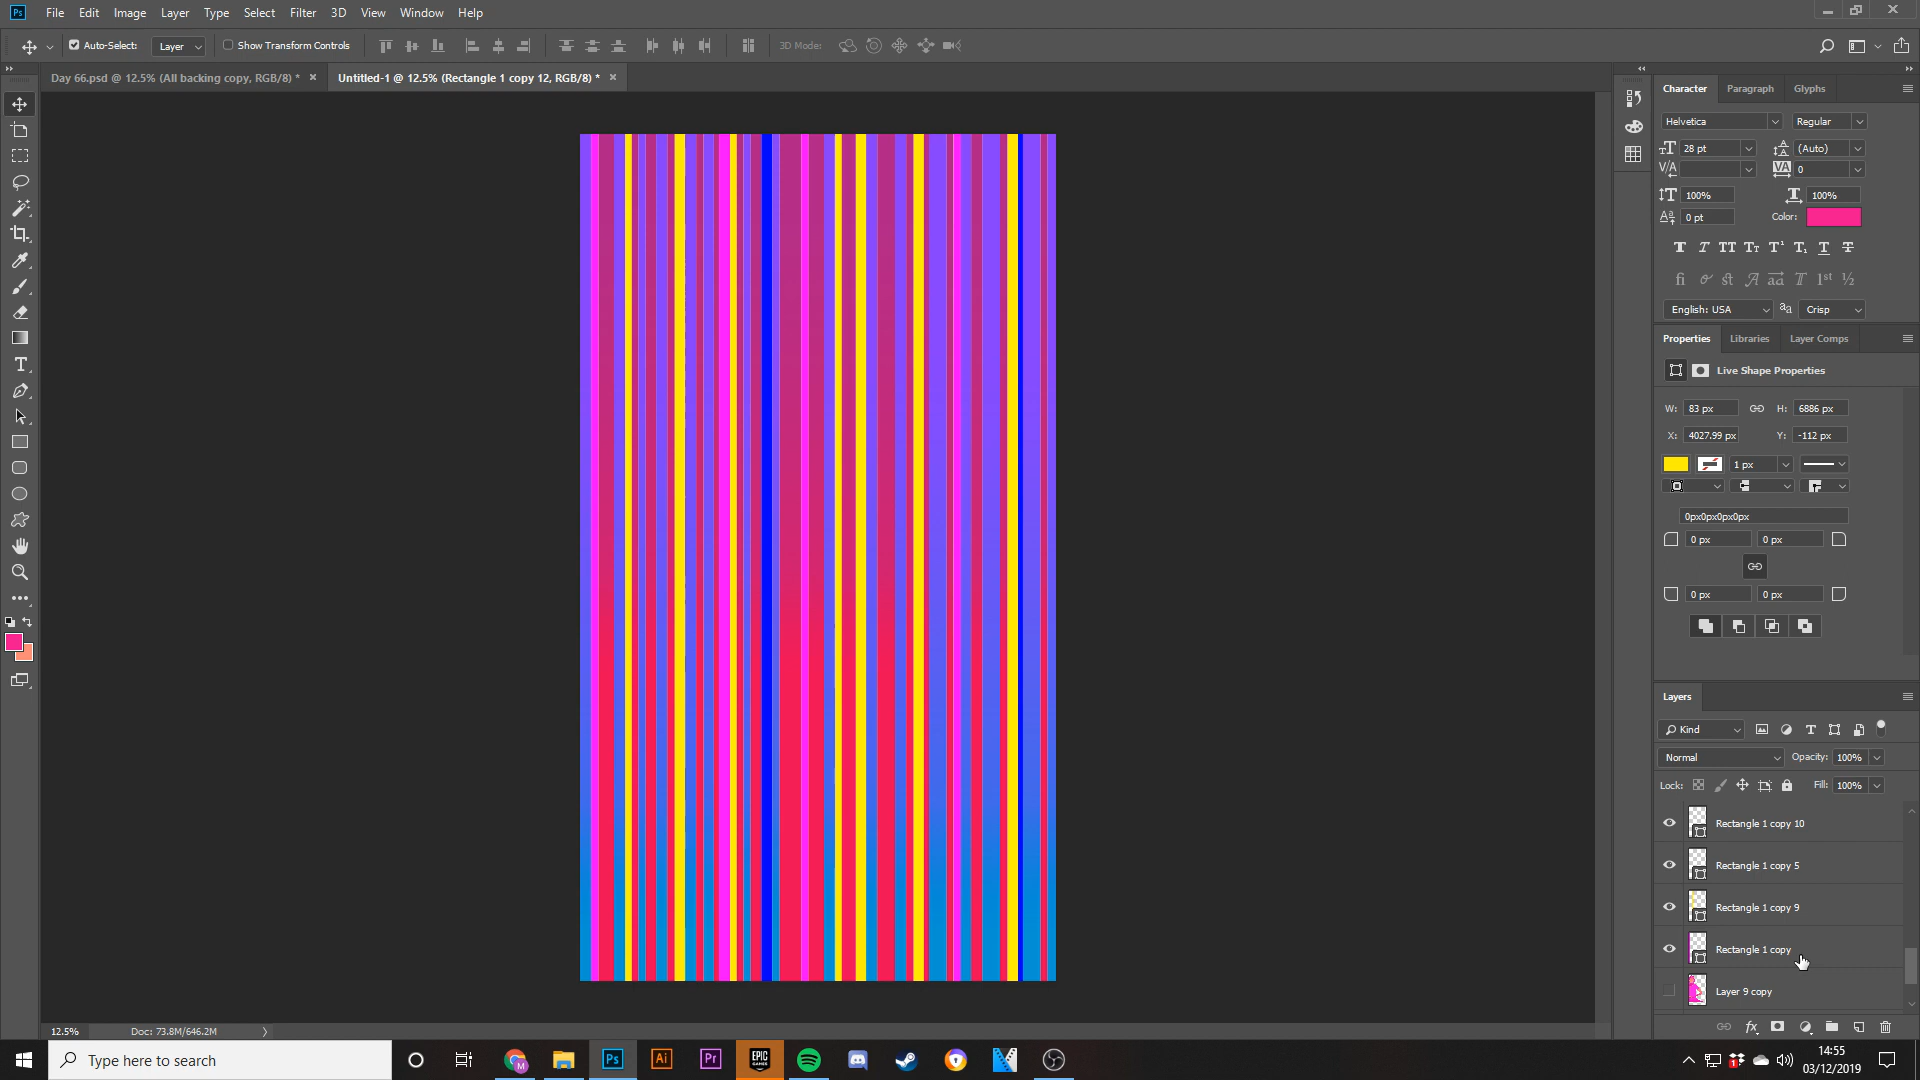 Ps File Edit Image Layer Type Select Filter 3D View Window Help
Auto-Select: Layer Show Transform Controls 3D Mode:
Day 66.psd @ 12.5% (All backing copy, RGB/8) * Untitled-1 @ 12.5% (Rectangle 1 copy 12, RGB/8) *
Character Paragraph Glyphs
Helvetica Regular
28 pt (Auto)
0
100% 100%
0 pt Color:
English: USA Crisp
Properties Libraries Layer Comps
Live Shape Properties
W: 83 px H: 6886 px
X: 4027.99 px Y: -112 px
1 px
0px0px0px0px
0 px 0 px
0 px 0 px
Layers
Kind
Normal Opacity: 100%
Lock: Fill: 100%
Rectangle 1 copy 10
Rectangle 1 copy 5
Rectangle 1 copy 9
Rectangle 1 copy
Layer 9 copy
12.5% Doc: 73.8M/646.2M
Type here to search
Ps Ai Pr EPIC GAMES
14:55
03/12/2019